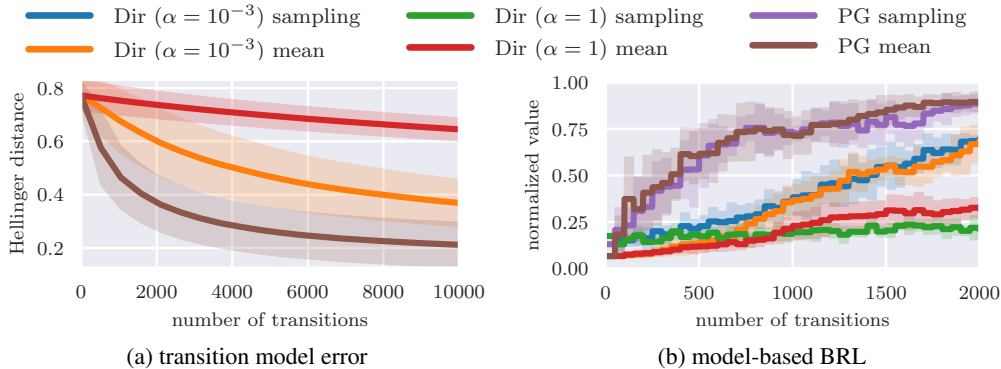 Dir (α = 10⁻³) sampling Dir (α = 1) sampling PG sampling
Dir (α = 10⁻³) mean Dir (α = 1) mean PG mean
Hellinger distance
0.8
0.6
0.4
0.2
0 2000 4000 6000 8000 10000
number of transitions
(a) transition model error
normalized value
1.00
0.75
0.50
0.25
0.00
0 500 1000 1500 2000
number of transitions
(b) model-based BRL